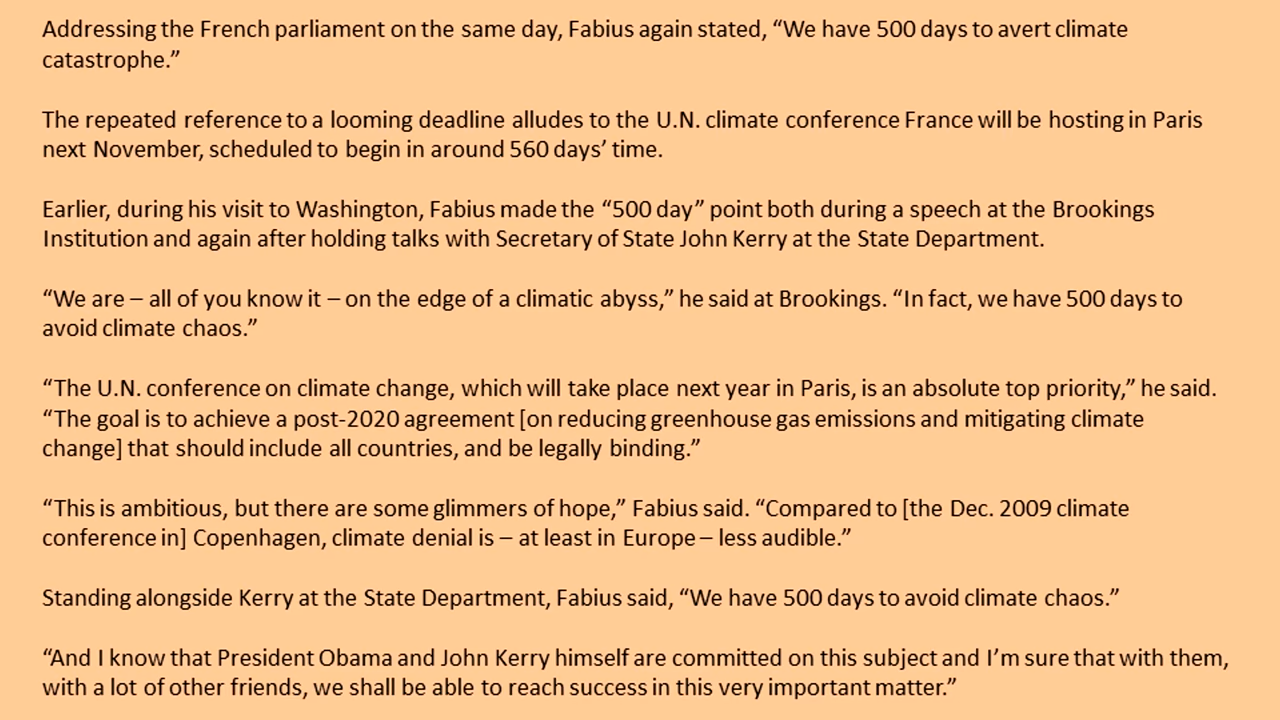 Addressing the French parliament on the same day, Fabius again stated, “We have 500 days to avert climate
catastrophe.”
The repeated reference to a looming deadline alludes to the U.N. climate conference France will be hosting in Paris
next November, scheduled to begin in around 560 days’ time.
Earlier, during his visit to Washington, Fabius made the “500 day” point both during a speech at the Brookings
Institution and again after holding talks with Secretary of State John Kerry at the State Department.
“We are – all of you know it – on the edge of a climatic abyss,” he said at Brookings. “In fact, we have 500 days to
avoid climate chaos.”
“The U.N. conference on climate change, which will take place next year in Paris, is an absolute top priority,” he said.
“The goal is to achieve a post-2020 agreement [on reducing greenhouse gas emissions and mitigating climate
change] that should include all countries, and be legally binding.”
“This is ambitious, but there are some glimmers of hope,” Fabius said. “Compared to [the Dec. 2009 climate
conference in] Copenhagen, climate denial is – at least in Europe – less audible.”
Standing alongside Kerry at the State Department, Fabius said, “We have 500 days to avoid climate chaos.”
“And I know that President Obama and John Kerry himself are committed on this subject and I’m sure that with them,
with a lot of other friends, we shall be able to reach success in this very important matter.”